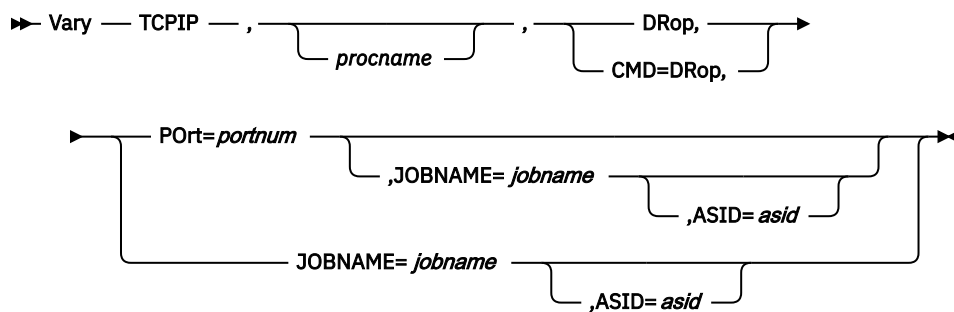 Vary TCPIP , , DRop,
procname CMD=DRop,
POrt=portnum
,JOBNAME= jobname
,ASID= asid
JOBNAME= jobname
,ASID= asid